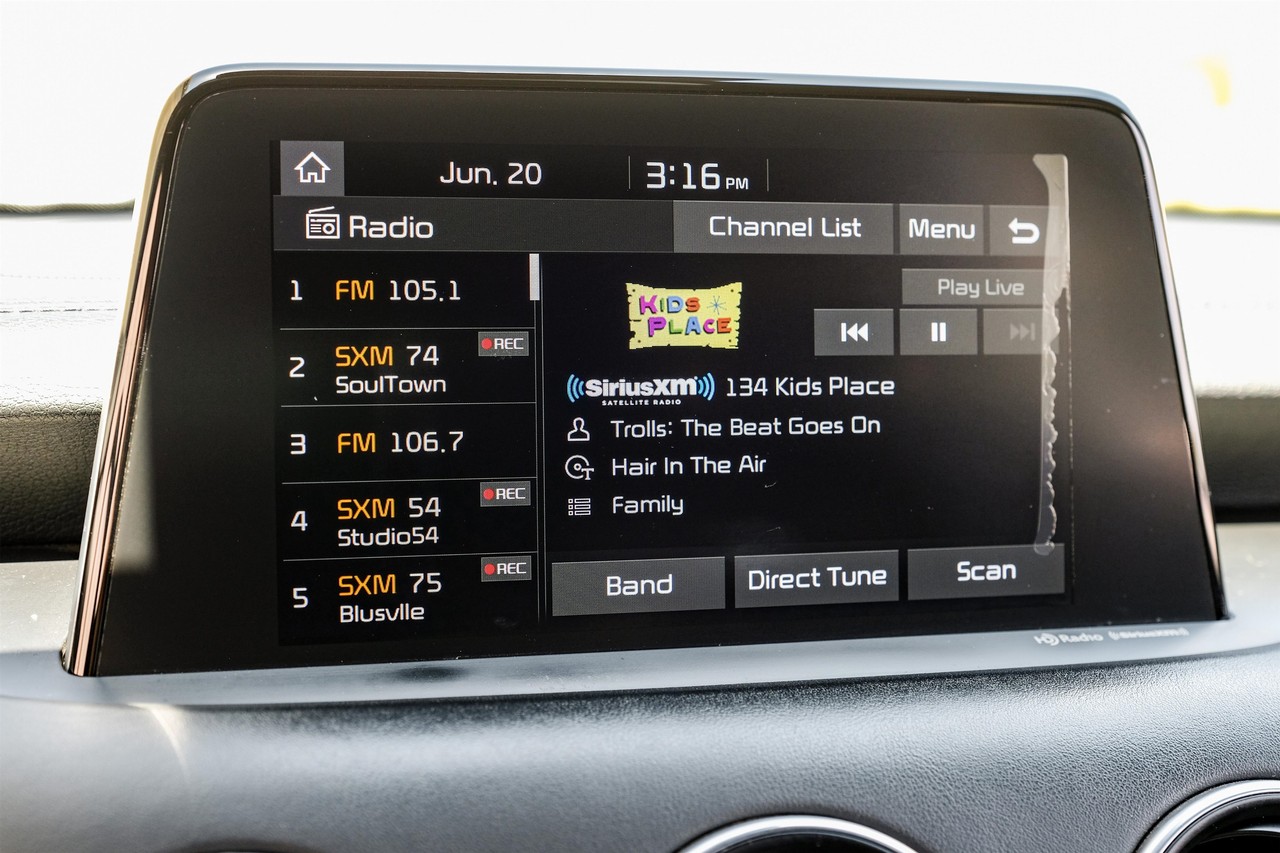 Jun. 20 3:16 PM
Radio Channel List Menu
1 FM 105.1
2 SXM 74 REC
SoulTown
3 FM 106.7
4 SXM 54 REC
Studio54
5 SXM 75 REC
Blusvlle
KIDS
PLACE
Play Live
SiriusXM 134 Kids Place
SATELLITE RADIO
Trolls: The Beat Goes On
Hair In The Air
Family
Band Direct Tune Scan
HD Radio SiriusXM